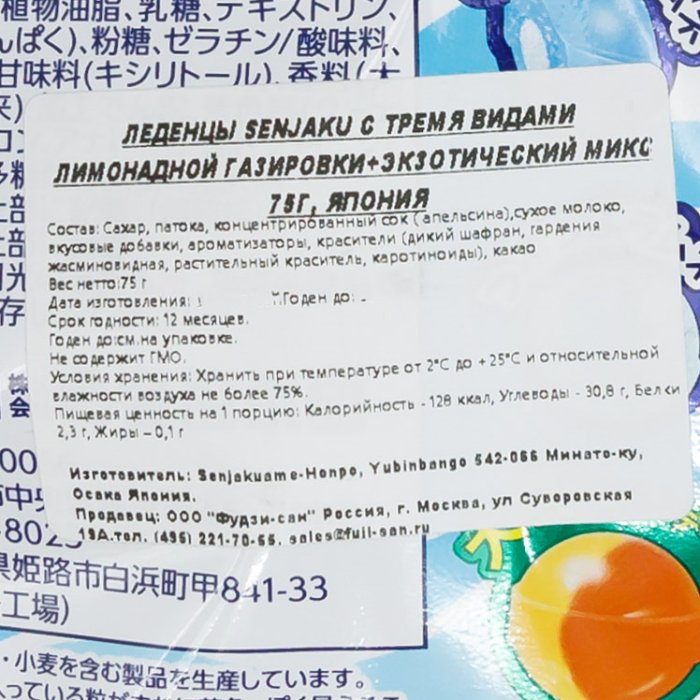 植物油脂、乳糖、デキストリン、
んぱく)、粉糖、ゼラチン/酸味料、
甘味料(キシリトール)、香料(
ЛЕДЕНЦЫ SENJAKU С ТРЕМЯ ВИДАМИ
ЛИМОНАДНОЙ ГАЗИРОВКИ+ЭКЗОТИЧЕСКИЙ МИКС
75Г, ЯПОНИЯ
Состав: Сахар, патока, концентрированный сок ( апельсина),сухое молоко,
вкусовые добавки, ароматизаторы, красители (дикий шафран, гардения
жасминовидная, растительный краситель, каротиноиды), какао
Вес нетто:75 г
Дата изготовления: Годен до:
Срок годности: 12 месяцев.
Годен до:см.на упаковке.
Не содержит ГМО.
Условия хранения: Хранить при температуре от 2°С до +25°С и относительной
влажности воздуха не более 75%.
Пищевая ценность на 1 порцию: Калорийность - 128 ккал, Углеводы - 30,8 г, Белки
2,3 г, Жиры – 0,1 г
Изготовитель: Senjakuame-Honpo, Yubinbango 542-066 Минато-ку,
Осака Япония.
Продавец: ООО "Фудзи-сан" Россия, г. Москва, ул Суворовская
19А.тел. (495) 221-70-55. sales@fuji-san.ru
県姫路市白浜町甲841-33
工場)
・小麦を含む製品を生産しています。